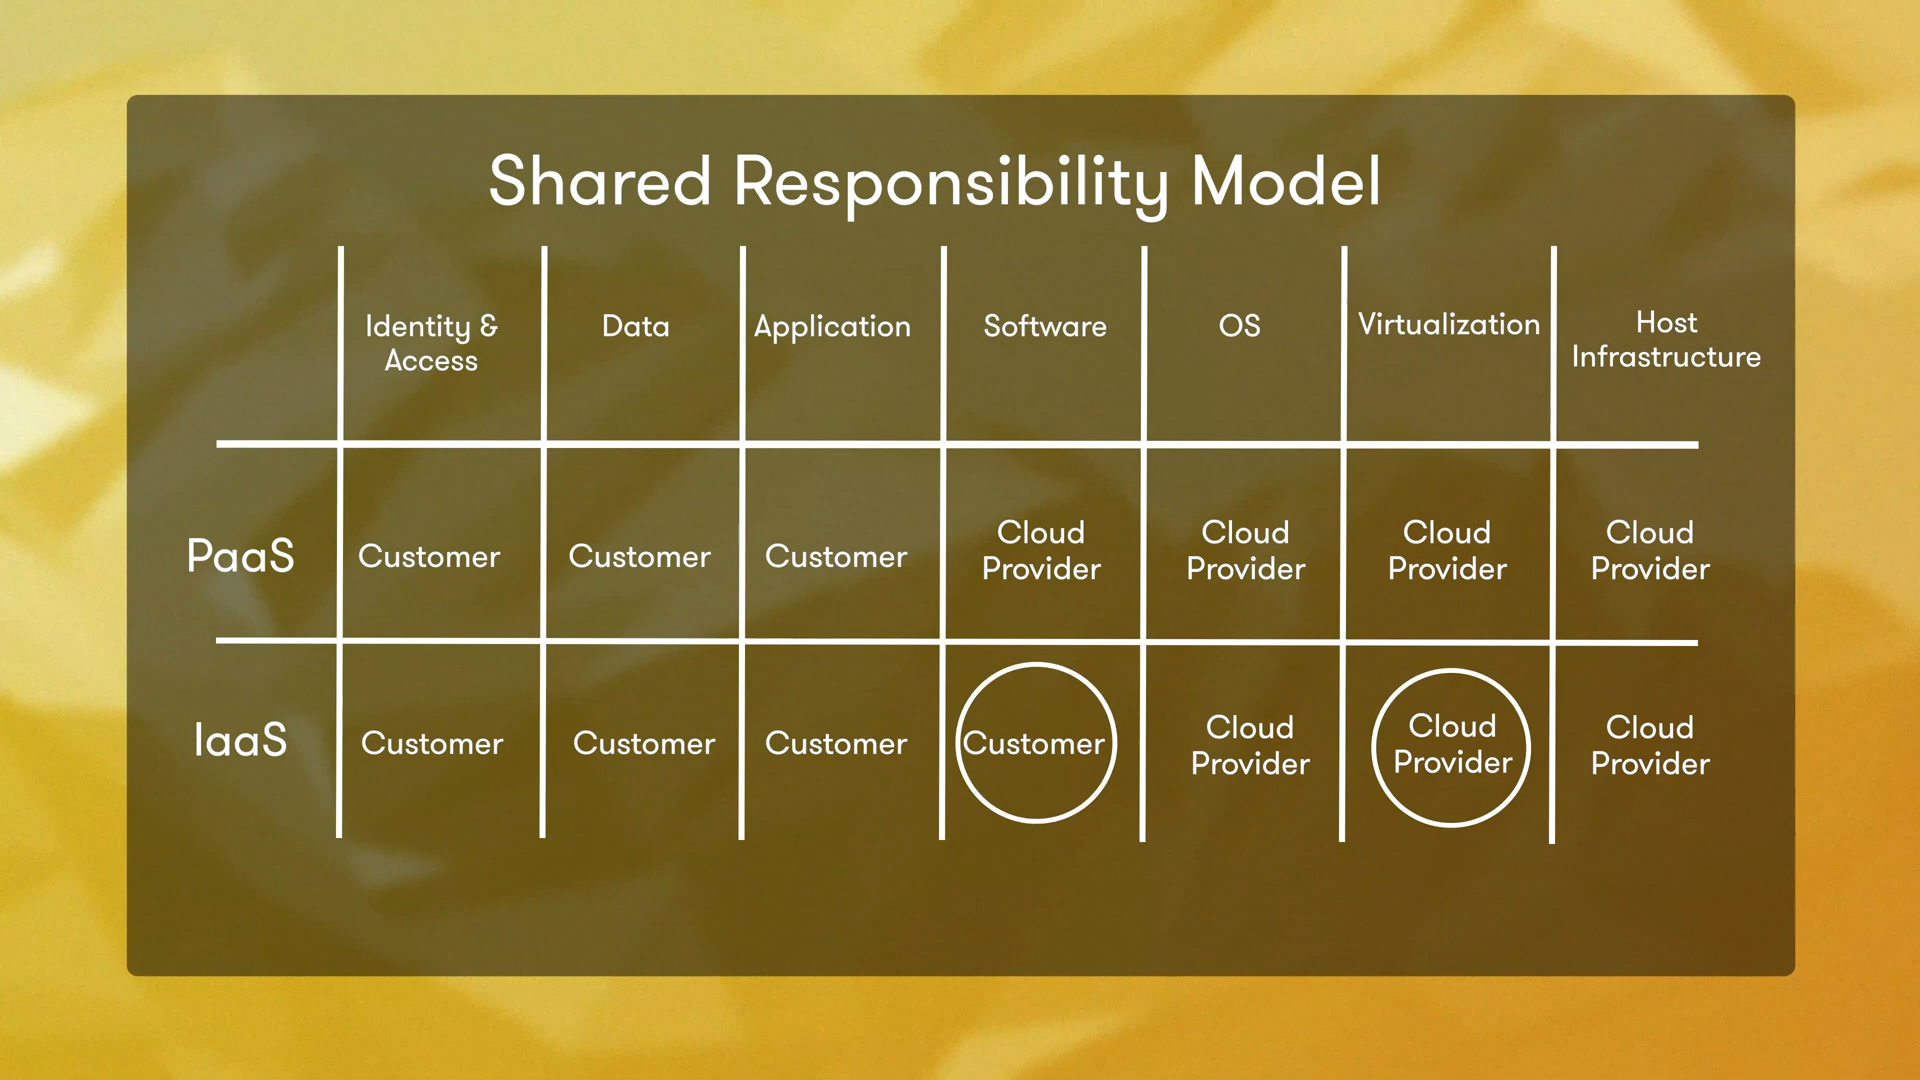 Shared Responsibility Model
Identity &
Access
Data
Application
Software
OS
Virtualization
Host
Infrastructure
PaaS
Customer
Customer
Customer
Cloud
Provider
Cloud
Provider
Cloud
Provider
Cloud
Provider
IaaS
Customer
Customer
Customer
Customer
Cloud
Provider
Cloud
Provider
Cloud
Provider